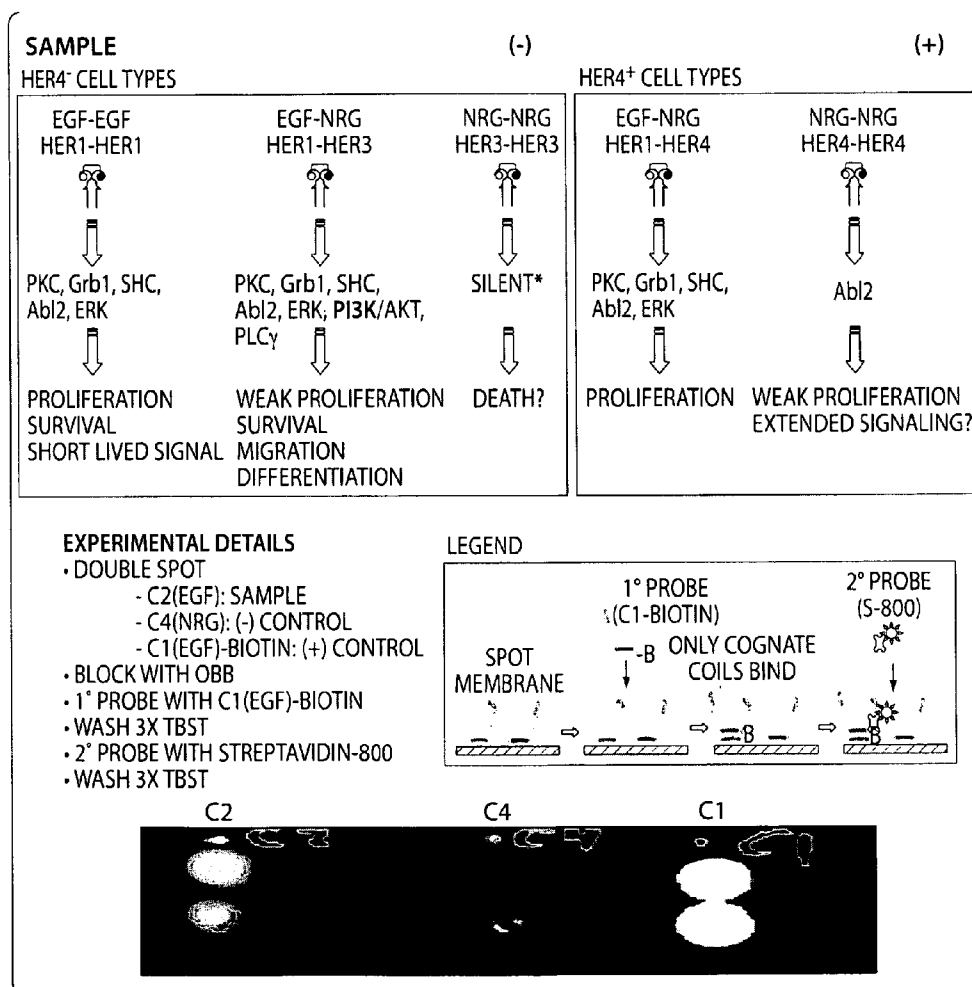 SAMPLE (-) (+)
HER4⁻ CELL TYPES
HER4⁺ CELL TYPES
EGF-EGF
HER1-HER1
EGF-NRG
HER1-HER3
NRG-NRG
HER3-HER3
EGF-NRG
HER1-HER4
NRG-NRG
HER4-HER4
PKC, Grb1, SHC,
Abl2, ERK
PKC, Grb1, SHC,
Abl2, ERK; PI3K/AKT,
PLCγ
SILENT*
PKC, Grb1, SHC,
Abl2, ERK
Abl2
PROLIFERATION
SURVIVAL
SHORT LIVED SIGNAL
WEAK PROLIFERATION
SURVIVAL
MIGRATION
DIFFERENTIATION
DEATH?
PROLIFERATION
WEAK PROLIFERATION
EXTENDED SIGNALING?
EXPERIMENTAL DETAILS
• DOUBLE SPOT
- C2(EGF): SAMPLE
- C4(NRG): (-) CONTROL
- C1(EGF)-BIOTIN: (+) CONTROL
• BLOCK WITH OBB
• 1° PROBE WITH C1(EGF)-BIOTIN
• WASH 3X TBST
• 2° PROBE WITH STREPTAVIDIN-800
• WASH 3X TBST
LEGEND
SPOT
MEMBRANE
1° PROBE
(C1-BIOTIN)
-B
ONLY COGNATE
COILS BIND
2° PROBE
(S-800)
B
B
C2 C4 C1